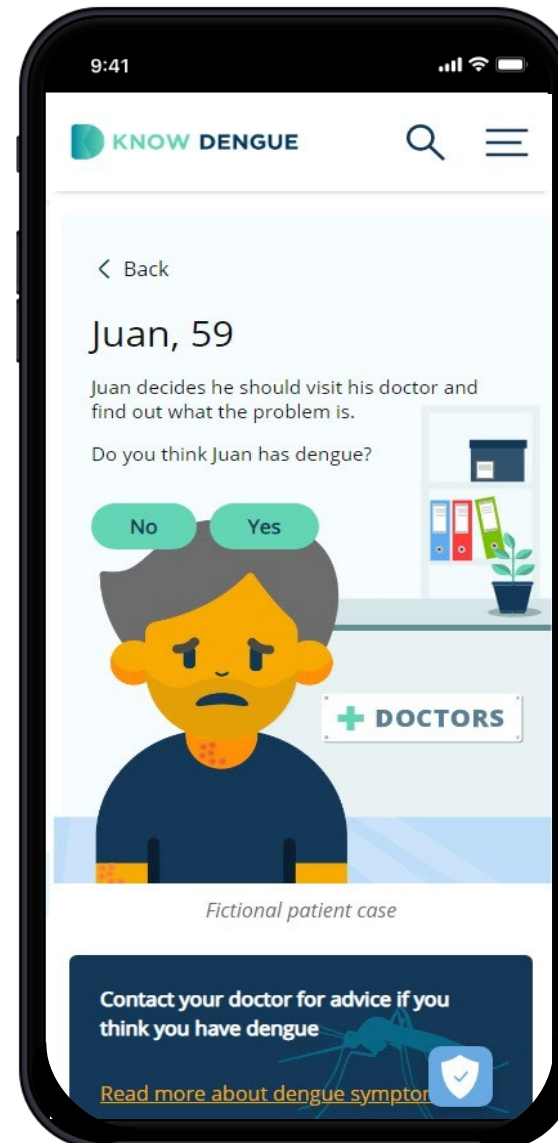 9:41
KNOW DENGUE
Back
Juan, 59
Juan decides he should visit his doctor and
find out what the problem is.
Do you think Juan has dengue?
No Yes
DOCTORS
Fictional patient case
Contact your doctor for advice if you
think you have dengue
Read more about dengue